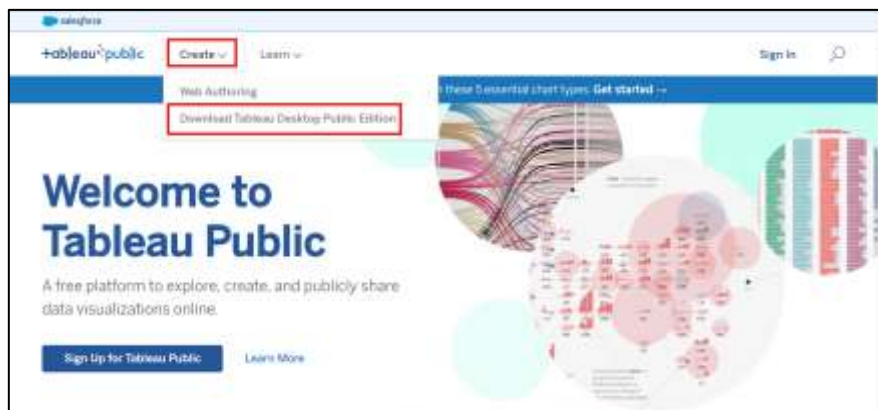 salesforce
+ableau public Create Learn Sign In
Web Authoring
these 5 essential chart types. Get started →
Download Tableau Desktop Public Edition
Welcome to
Tableau Public
A free platform to explore, create, and publicly share
data visualizations online.
Sign Up for Tableau Public Learn More